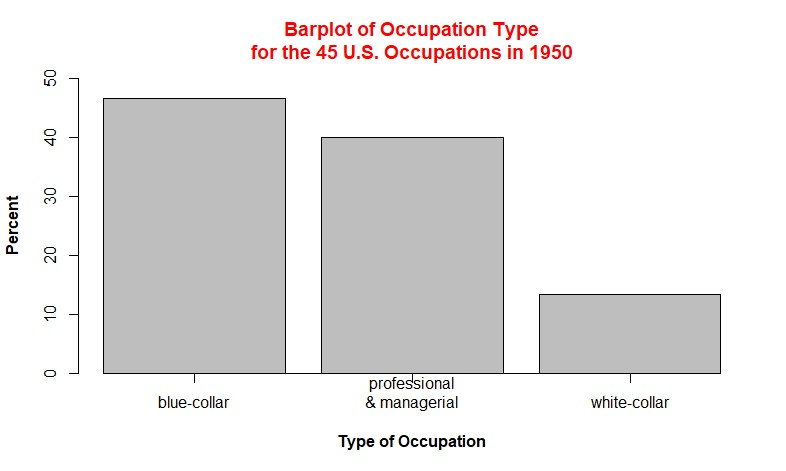 Barplot of Occupation Type
for the 45 U.S. Occupations in 1950
50
40
30
20
10
0
Percent
blue-collar
professional
& managerial
white-collar
Type of Occupation